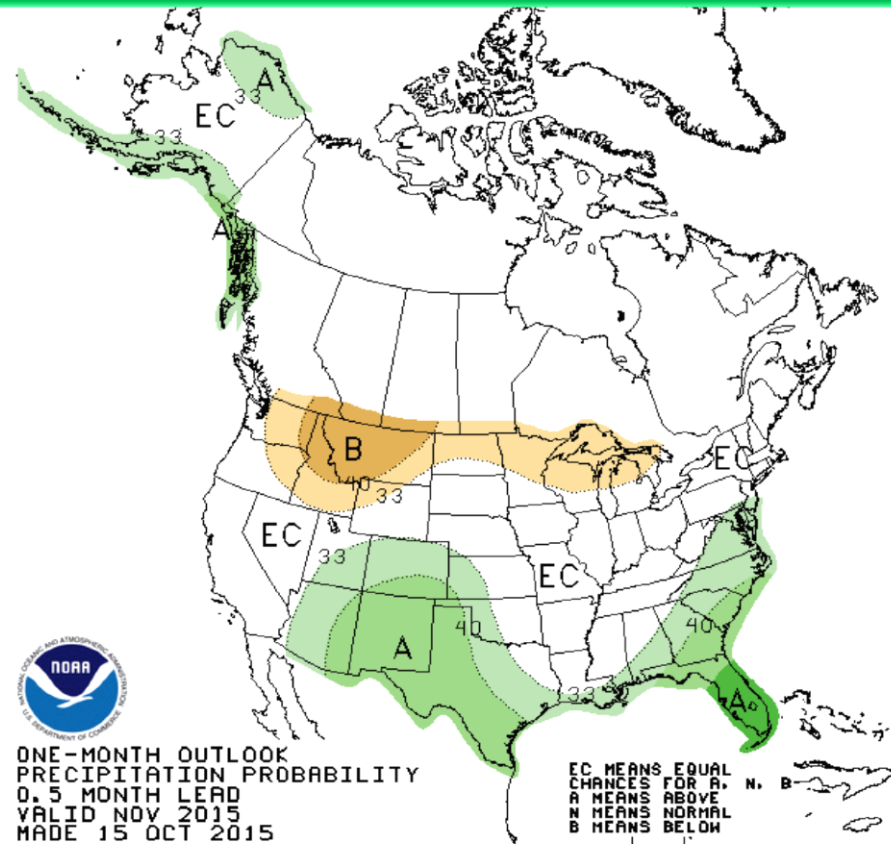 A
33
EC
33
A
B
40
33
EC
EC
33
EC
40
40
A
33
A
NATIONAL OCEANIC AND ATMOSPHERIC ADMINISTRATION
NOAA
U.S. DEPARTMENT OF COMMERCE
ONE-MONTH OUTLOOK
PRECIPITATION PROBABILITY
0.5 MONTH LEAD
VALID NOV 2015
MADE 15 OCT 2015
EC MEANS EQUAL
CHANCES FOR A, N, B
A MEANS ABOVE
N MEANS NORMAL
B MEANS BELOW